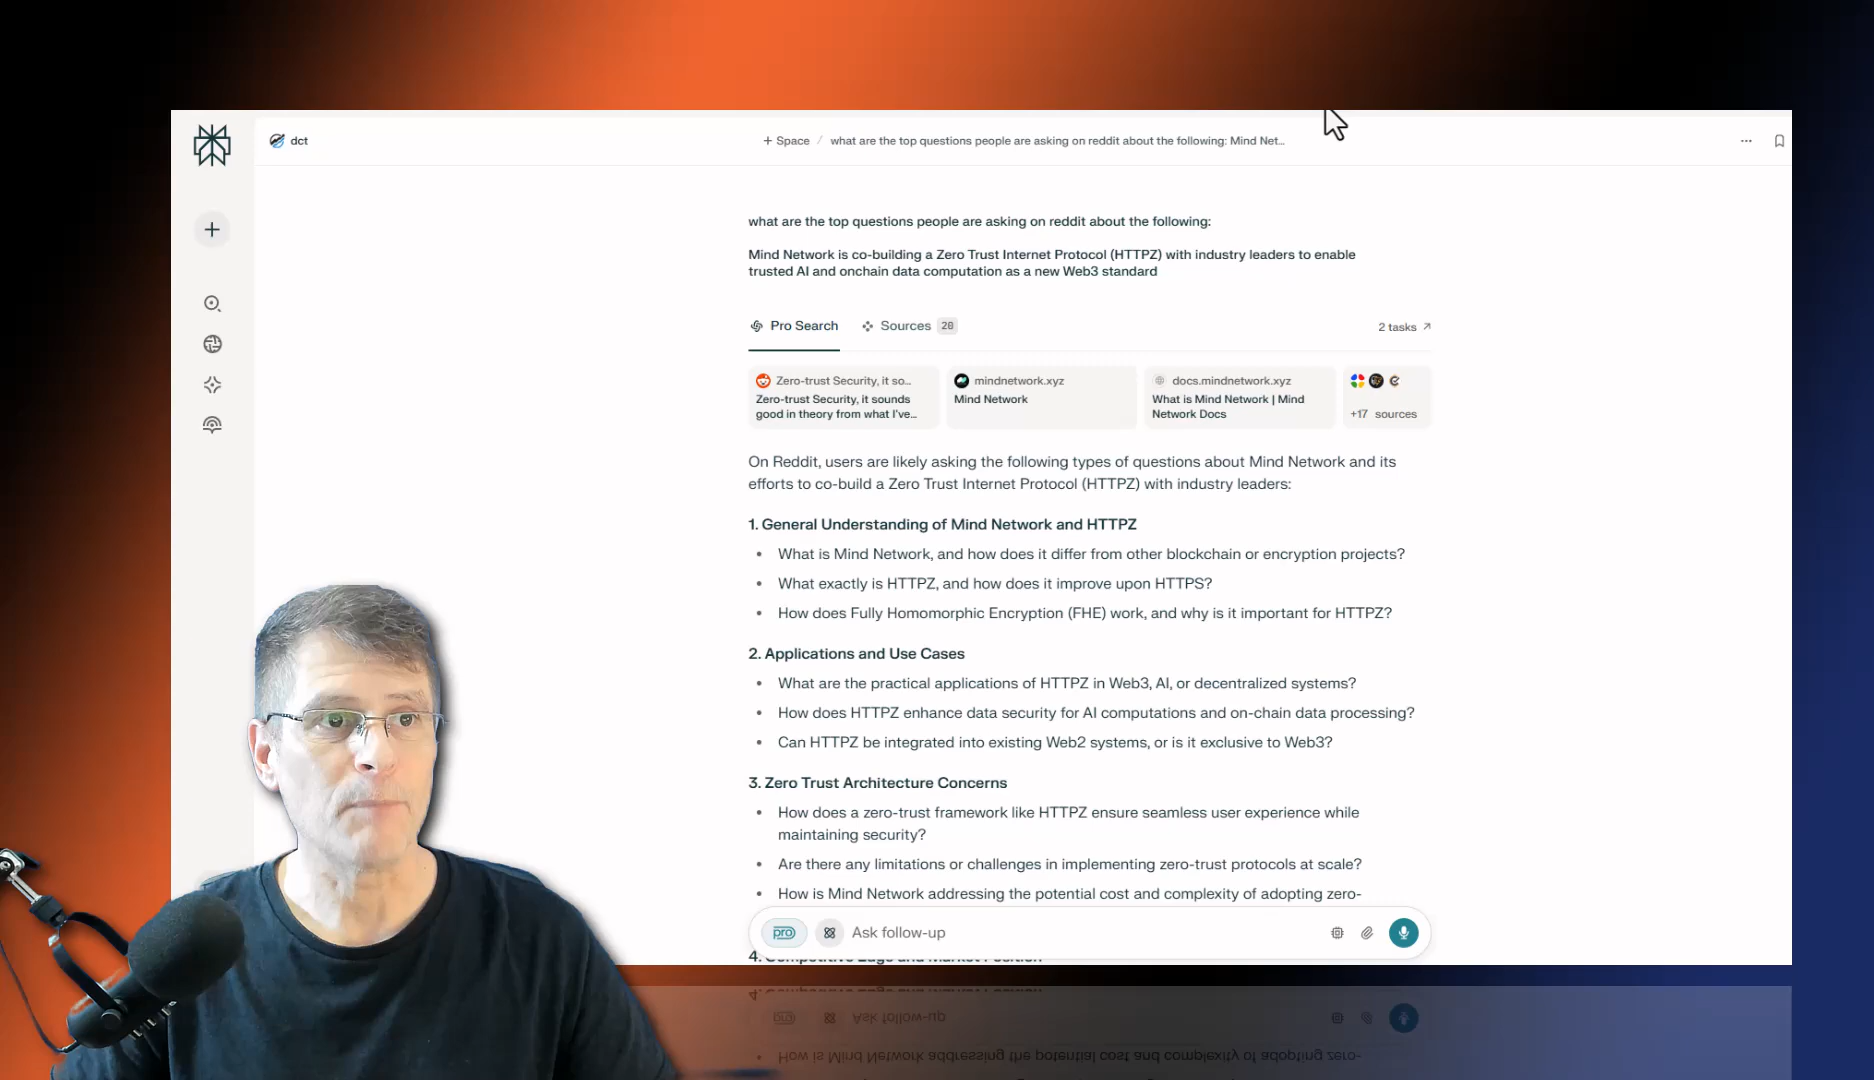 dct
+ Space / what are the top questions people are asking on reddit about the following: Mind Net...
what are the top questions people are asking on reddit about the following:
Mind Network is co-building a Zero Trust Internet Protocol (HTTPZ) with industry leaders to enable
trusted AI and onchain data computation as a new Web3 standard
Pro Search
Sources 20
2 tasks
Zero-trust Security, it so...
Zero-trust Security, it sounds
good in theory from what I've...
mindnetwork.xyz
Mind Network
docs.mindnetwork.xyz
What is Mind Network | Mind
Network Docs
+17 sources
On Reddit, users are likely asking the following types of questions about Mind Network and its
efforts to co-build a Zero Trust Internet Protocol (HTTPZ) with industry leaders:
1. General Understanding of Mind Network and HTTPZ
• What is Mind Network, and how does it differ from other blockchain or encryption projects?
• What exactly is HTTPZ, and how does it improve upon HTTPS?
• How does Fully Homomorphic Encryption (FHE) work, and why is it important for HTTPZ?
2. Applications and Use Cases
• What are the practical applications of HTTPZ in Web3, AI, or decentralized systems?
• How does HTTPZ enhance data security for AI computations and on-chain data processing?
• Can HTTPZ be integrated into existing Web2 systems, or is it exclusive to Web3?
3. Zero Trust Architecture Concerns
• How does a zero-trust framework like HTTPZ ensure seamless user experience while
maintaining security?
• Are there any limitations or challenges in implementing zero-trust protocols at scale?
• How is Mind Network addressing the potential cost and complexity of adopting zero-
pro
Ask follow-up
4. Competitive Edge and Market Position